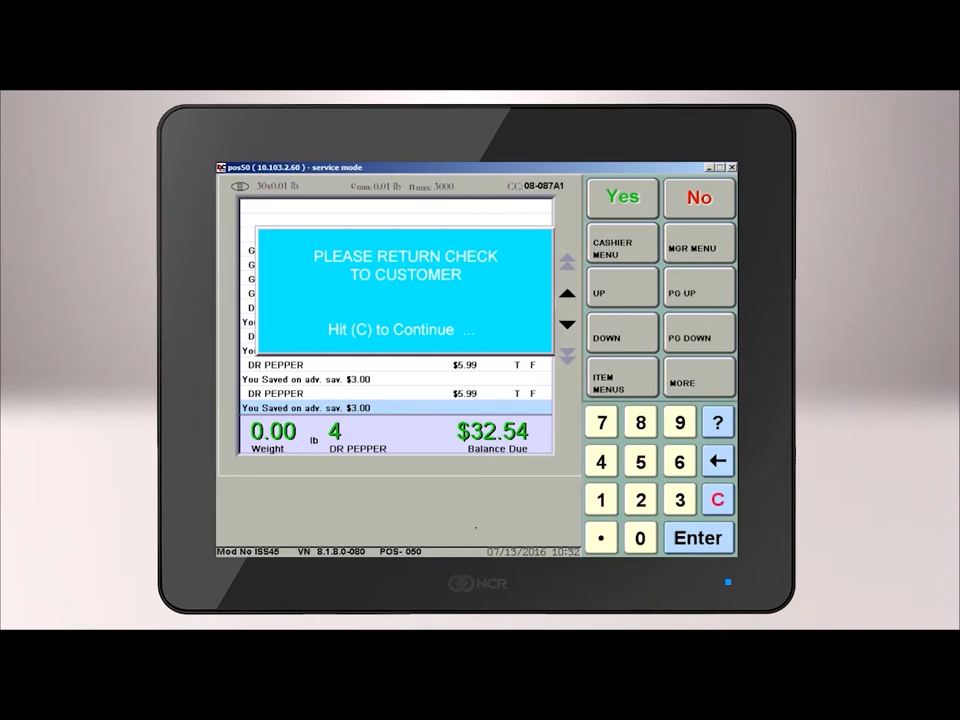 pos50 ( 10.103.2.60 ) - service mode
30x0.01 lb    emin: 0.01 lb    nmax: 3000    CC: 08-087A1
G
G
G
G
D
You
D
You
PLEASE RETURN CHECK
TO CUSTOMER
Hit (C) to Continue ...
DR PEPPER    $5.99    T    F
You Saved on adv. sav. $3.00
DR PEPPER    $5.99    T    F
You Saved on adv. sav. $3.00
0.00 lb    4    $32.54
Weight    DR PEPPER    Balance Due
Mod No ISS45    VN 8.1.8.0-080    POS- 050    07/13/2016 10:32
Yes    No
CASHIER MENU    MGR MENU
UP    PG UP
DOWN    PG DOWN
ITEM MENUS    MORE
7    8    9    ?
4    5    6    ←
1    2    3    C
.    0    Enter
NCR